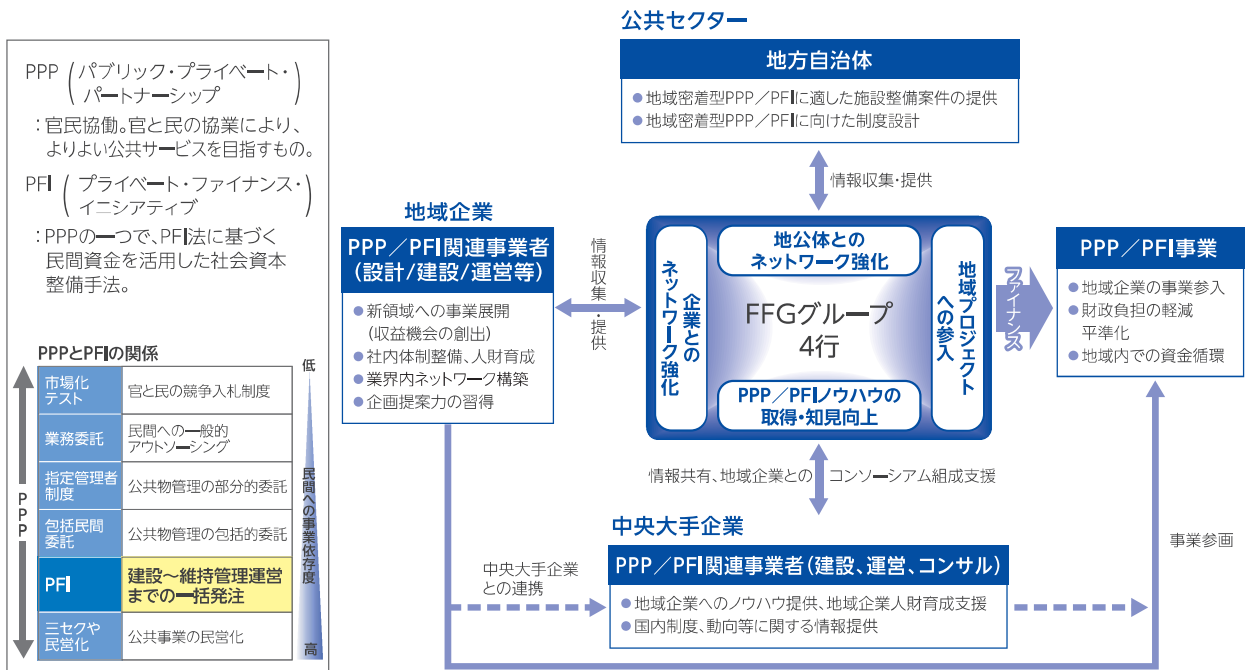 PPP（パブリック・プライベート・
パートナーシップ）
：官民協働。官と民の協業により、
よりよい公共サービスを目指すもの。
PFI（プライベート・ファイナンス・
イニシアティブ）
：PPPの一つで、PFI法に基づく
民間資金を活用した社会資本
整備手法。
PPPとPFIの関係
PPP
市場化
テスト
官と民の競争入札制度
業務委託
民間への一般的
アウトソーシング
指定管理者
制度
公共物管理の部分的委託
包括民間
委託
公共物管理の包括的委託
PFI
建設～維持管理運営
までの一括発注
三セクや
民営化
公共事業の民営化
低
民間への事業依存度
高
公共セクター
地方自治体
●地域密着型PPP／PFIに適した施設整備案件の提供
●地域密着型PPP／PFIに向けた制度設計
情報収集・提供
地域企業
PPP／PFI関連事業者
（設計/建設/運営等）
●新領域への事業展開
（収益機会の創出）
●社内体制整備、人財育成
●業界内ネットワーク構築
●企画提案力の習得
情報収集・提供
企業との
ネットワーク強化
地公体との
ネットワーク強化
FFGグループ
4行
PPP／PFIノウハウの
取得・知見向上
地域プロジェクト
への参入
ファイナンス
PPP／PFI事業
●地域企業の事業参入
●財政負担の軽減
平準化
●地域内での資金循環
情報共有、地域企業との コンソーシアム組成支援
中央大手企業
PPP／PFI関連事業者（建設、運営、コンサル）
●地域企業へのノウハウ提供、地域企業人財育成支援
●国内制度、動向等に関する情報提供
中央大手企業
との連携
事業参画